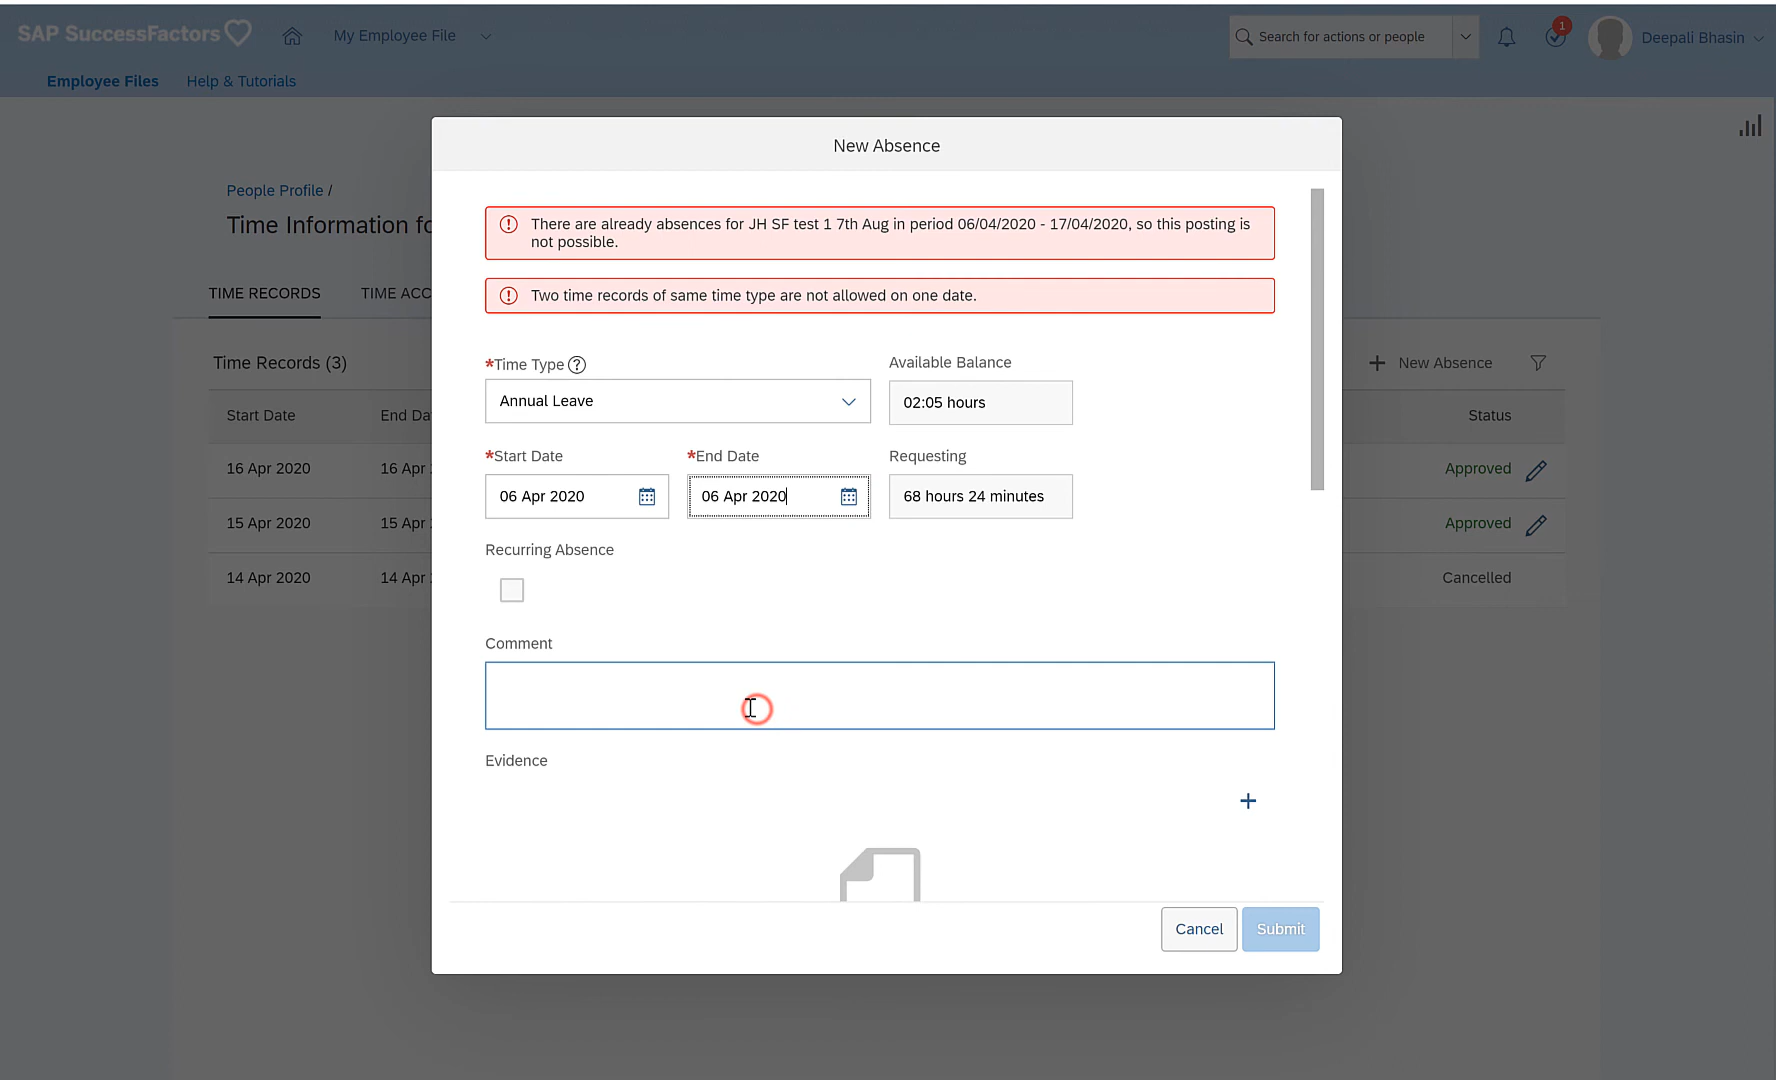 SAP SuccessFactors
My Employee File
Search for actions or people
1
Deepali Bhasin
Employee Files
Help & Tutorials
New Absence
People Profile /
Time Information fo
There are already absences for JH SF test 1 7th Aug in period 06/04/2020 - 17/04/2020, so this posting is
not possible.
TIME RECORDS
TIME ACC
Two time records of same time type are not allowed on one date.
Time Records (3)
*Time Type ?
Available Balance
New Absence
Annual Leave
02:05 hours
Start Date
End Da
Status
*Start Date
*End Date
Requesting
16 Apr 2020
16 Apr
Approved
06 Apr 2020
06 Apr 2020
68 hours 24 minutes
15 Apr 2020
15 Apr
Approved
Recurring Absence
14 Apr 2020
14 Apr
Cancelled
Comment
Evidence
Cancel
Submit